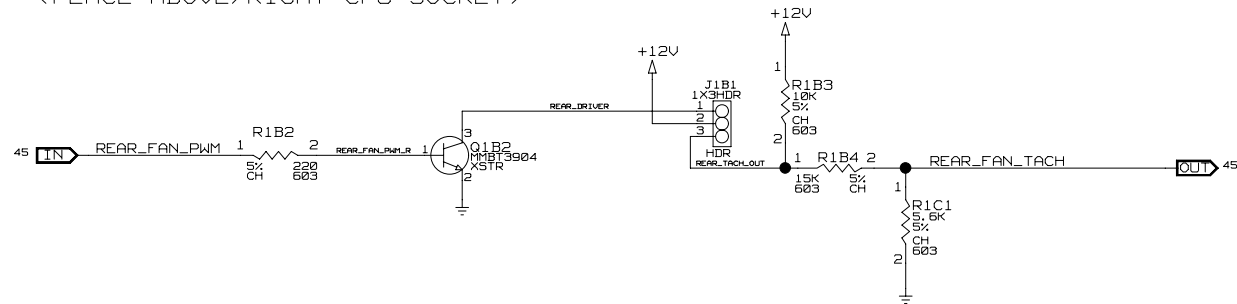 +12V
+12V
J1B1
1X3HDR
1
R1B3
10K
5%
CH
603
2
REAR_DRIVER
1
2
3
HDR
45 IN REAR_FAN_PWM
1 R1B2 2
5% 220
CH 603
REAR_FAN_PWM_R
1
3
Q1B2
MMBT3904
XSTR
2
REAR_TACH_OUT
1 R1B4 2
15K 5%
603 CH
REAR_FAN_TACH
OUT 45
1
R1C1
5.6K
5%
CH
603
2